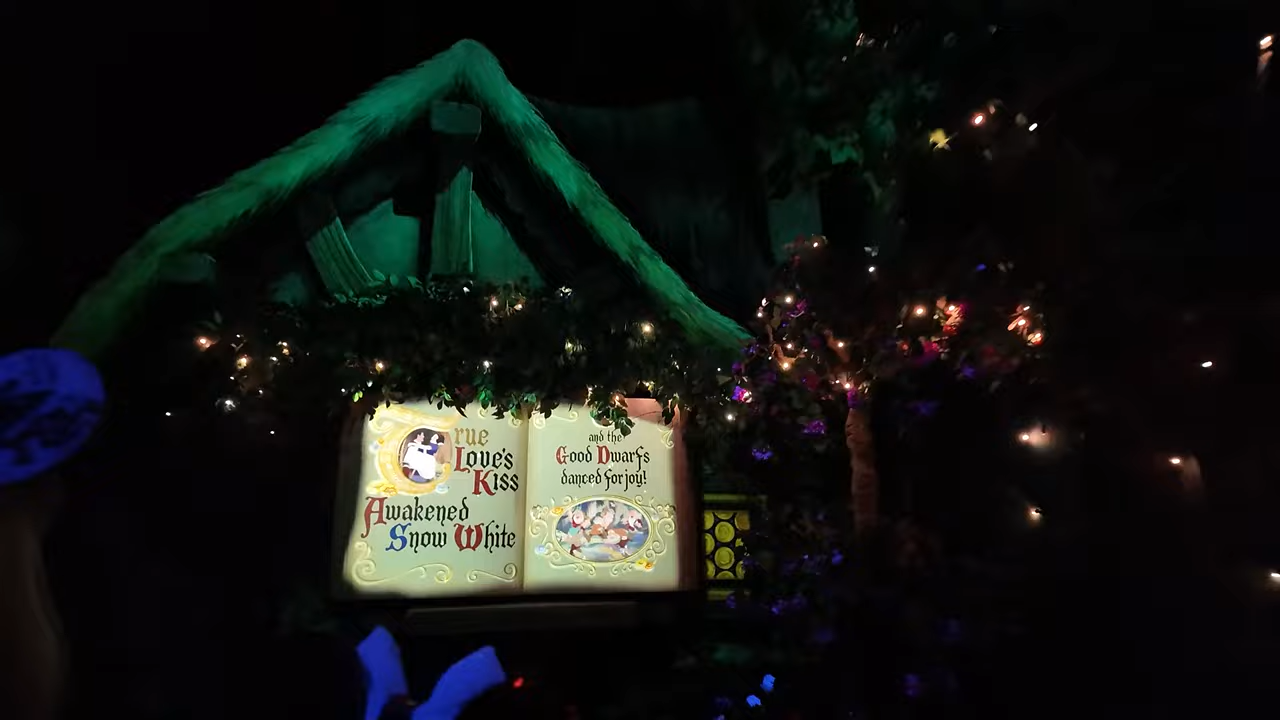 True
Love's
Kiss
Awakened
Snow White
and the
Good Dwarfs
danced for joy!